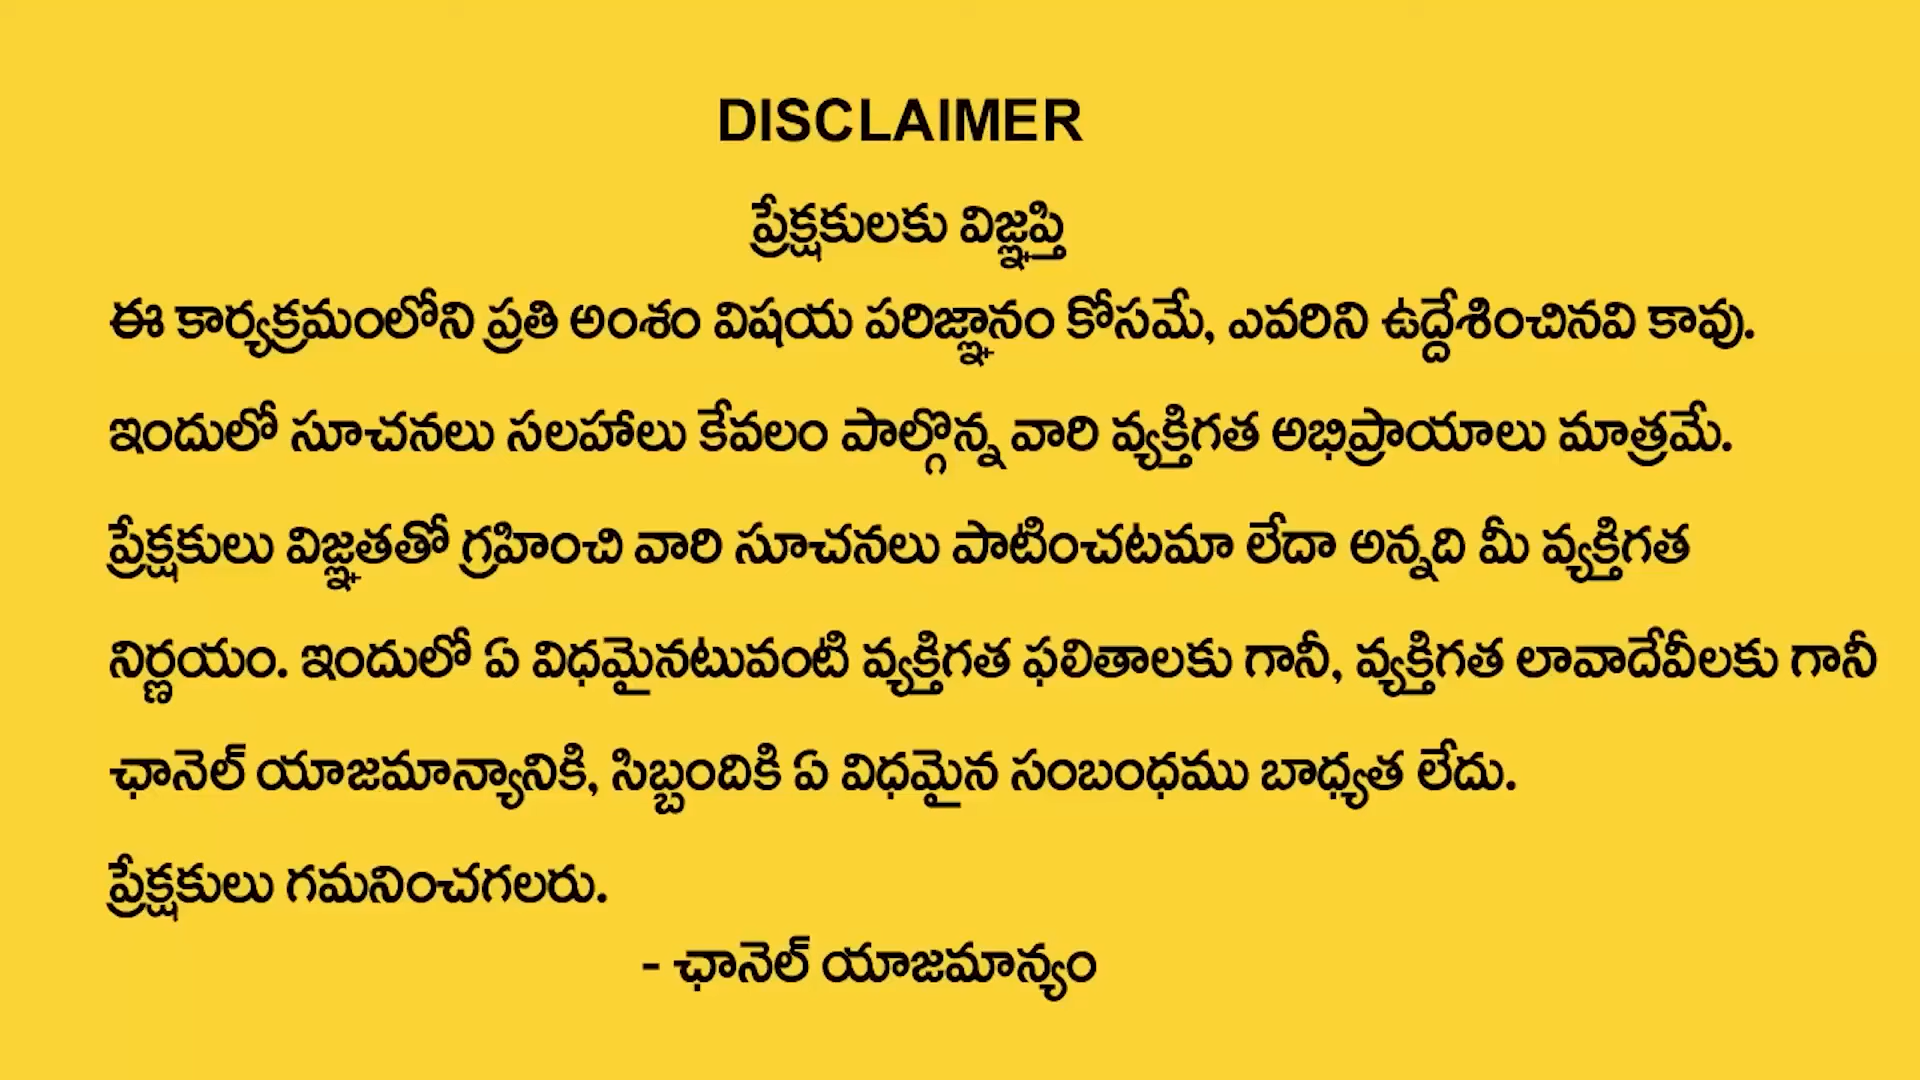 DISCLAIMER
ప్రేక్షకులకు విజ్ఞప్తి
ఈ కార్యక్రమంలోని ప్రతి అంశం విషయ పరిజ్ఞానం కోసమే, ఎవరిని ఉద్దేశించినవి కావు.
ఇందులో సూచనలు సలహాలు కేవలం పాల్గొన్న వారి వ్యక్తిగత అభిప్రాయాలు మాత్రమే.
ప్రేక్షకులు విజ్ఞతతో గ్రహించి వారి సూచనలు పాటించటమా లేదా అన్నది మీ వ్యక్తిగత
నిర్ణయం. ఇందులో ఏ విధమైనటువంటి వ్యక్తిగత ఫలితాలకు గానీ, వ్యక్తిగత లావాదేవీలకు గానీ
ఛానెల్ యాజమాన్యానికి, సిబ్బందికి ఏ విధమైన సంబంధము బాధ్యత లేదు.
ప్రేక్షకులు గమనించగలరు.
- ఛానెల్ యాజమాన్యం